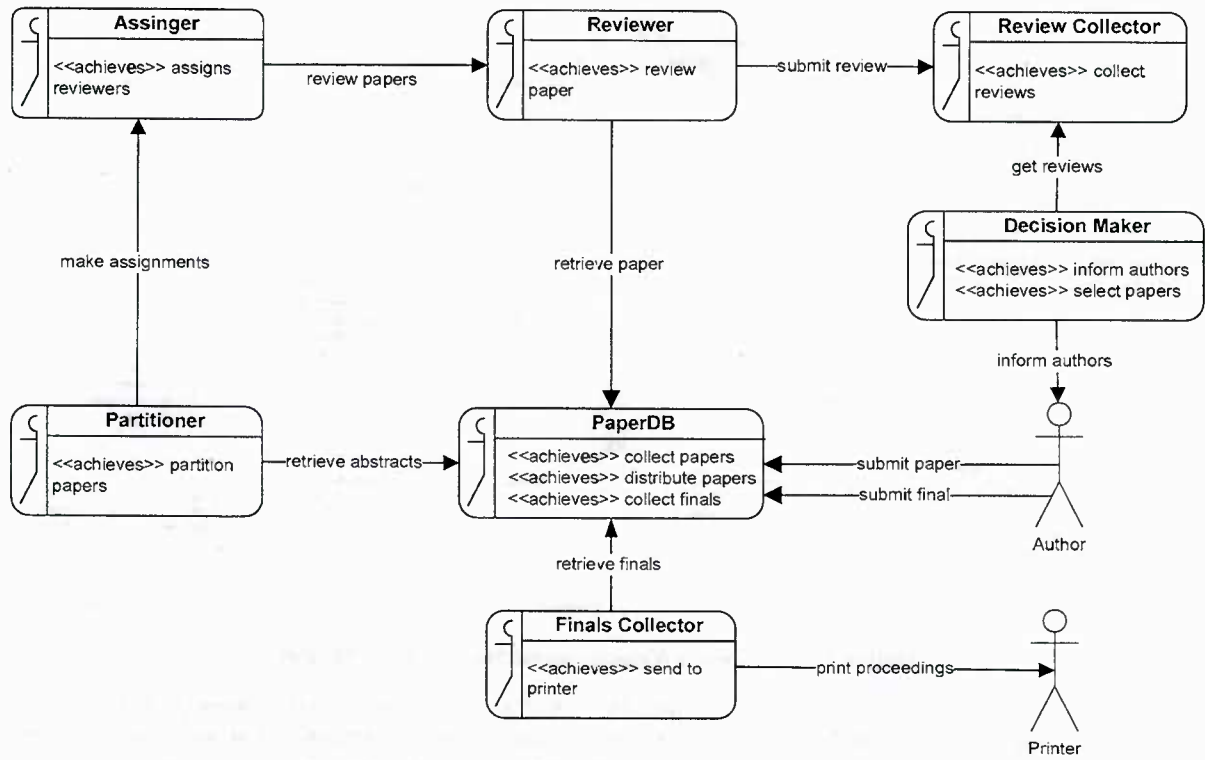 Assinger
<<achieves>> assigns
reviewers
review papers
Reviewer
<<achieves>> review
paper
submit review
Review Collector
<<achieves>> collect
reviews
get reviews
make assignments
retrieve paper
Decision Maker
<<achieves>> inform authors
<<achieves>> select papers
inform authors
Partitioner
<<achieves>> partition
papers
retrieve abstracts
PaperDB
<<achieves>> collect papers
<<achieves>> distribute papers
<<achieves>> collect finals
submit paper
submit final
Author
retrieve finals
Finals Collector
<<achieves>> send to
printer
print proceedings
Printer